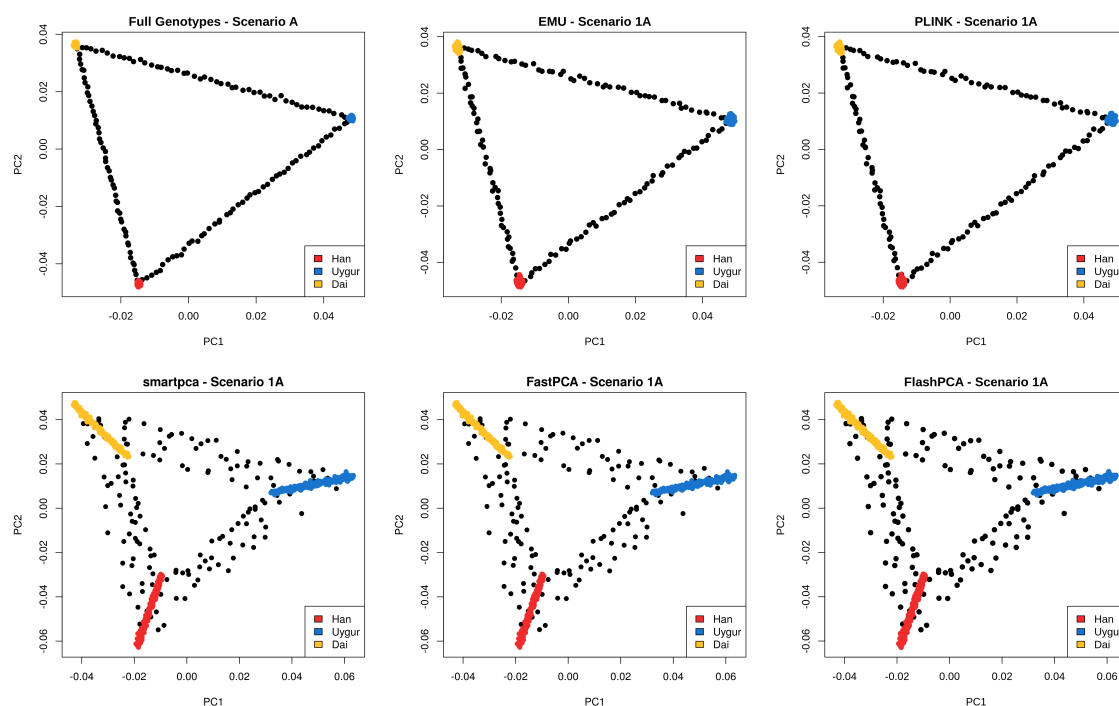 Full Genotypes - Scenario A
EMU - Scenario 1A
PLINK - Scenario 1A
PC2
0.04
0.02
0.00
-0.02
-0.04
-0.02
0.00
0.02
0.04
PC1
Han
Uygur
Dai
PC2
0.04
0.02
0.00
-0.02
-0.04
-0.02
0.00
0.02
0.04
PC1
Han
Uygur
Dai
PC2
0.04
0.02
0.00
-0.02
-0.04
-0.02
0.00
0.02
0.04
PC1
Han
Uygu
Dai
smartpca - Scenario 1A
FastPCA - Scenario 1A
FlashPCA - Scenario 1A
PC2
0.04
0.02
0.00
-0.02
-0.04
-0.06
-0.04
-0.02
0.00
0.02
0.04
0.06
PC1
Han
Uygur
Dai
PC2
0.04
0.02
0.00
-0.02
-0.04
-0.06
-0.04
-0.02
0.00
0.02
0.04
0.06
PC1
Han
Uygur
Dai
PC2
0.04
0.02
0.00
-0.02
-0.04
-0.06
-0.04
-0.02
0.00
0.02
0.04
0.06
PC1
Han
Uygu
Dai